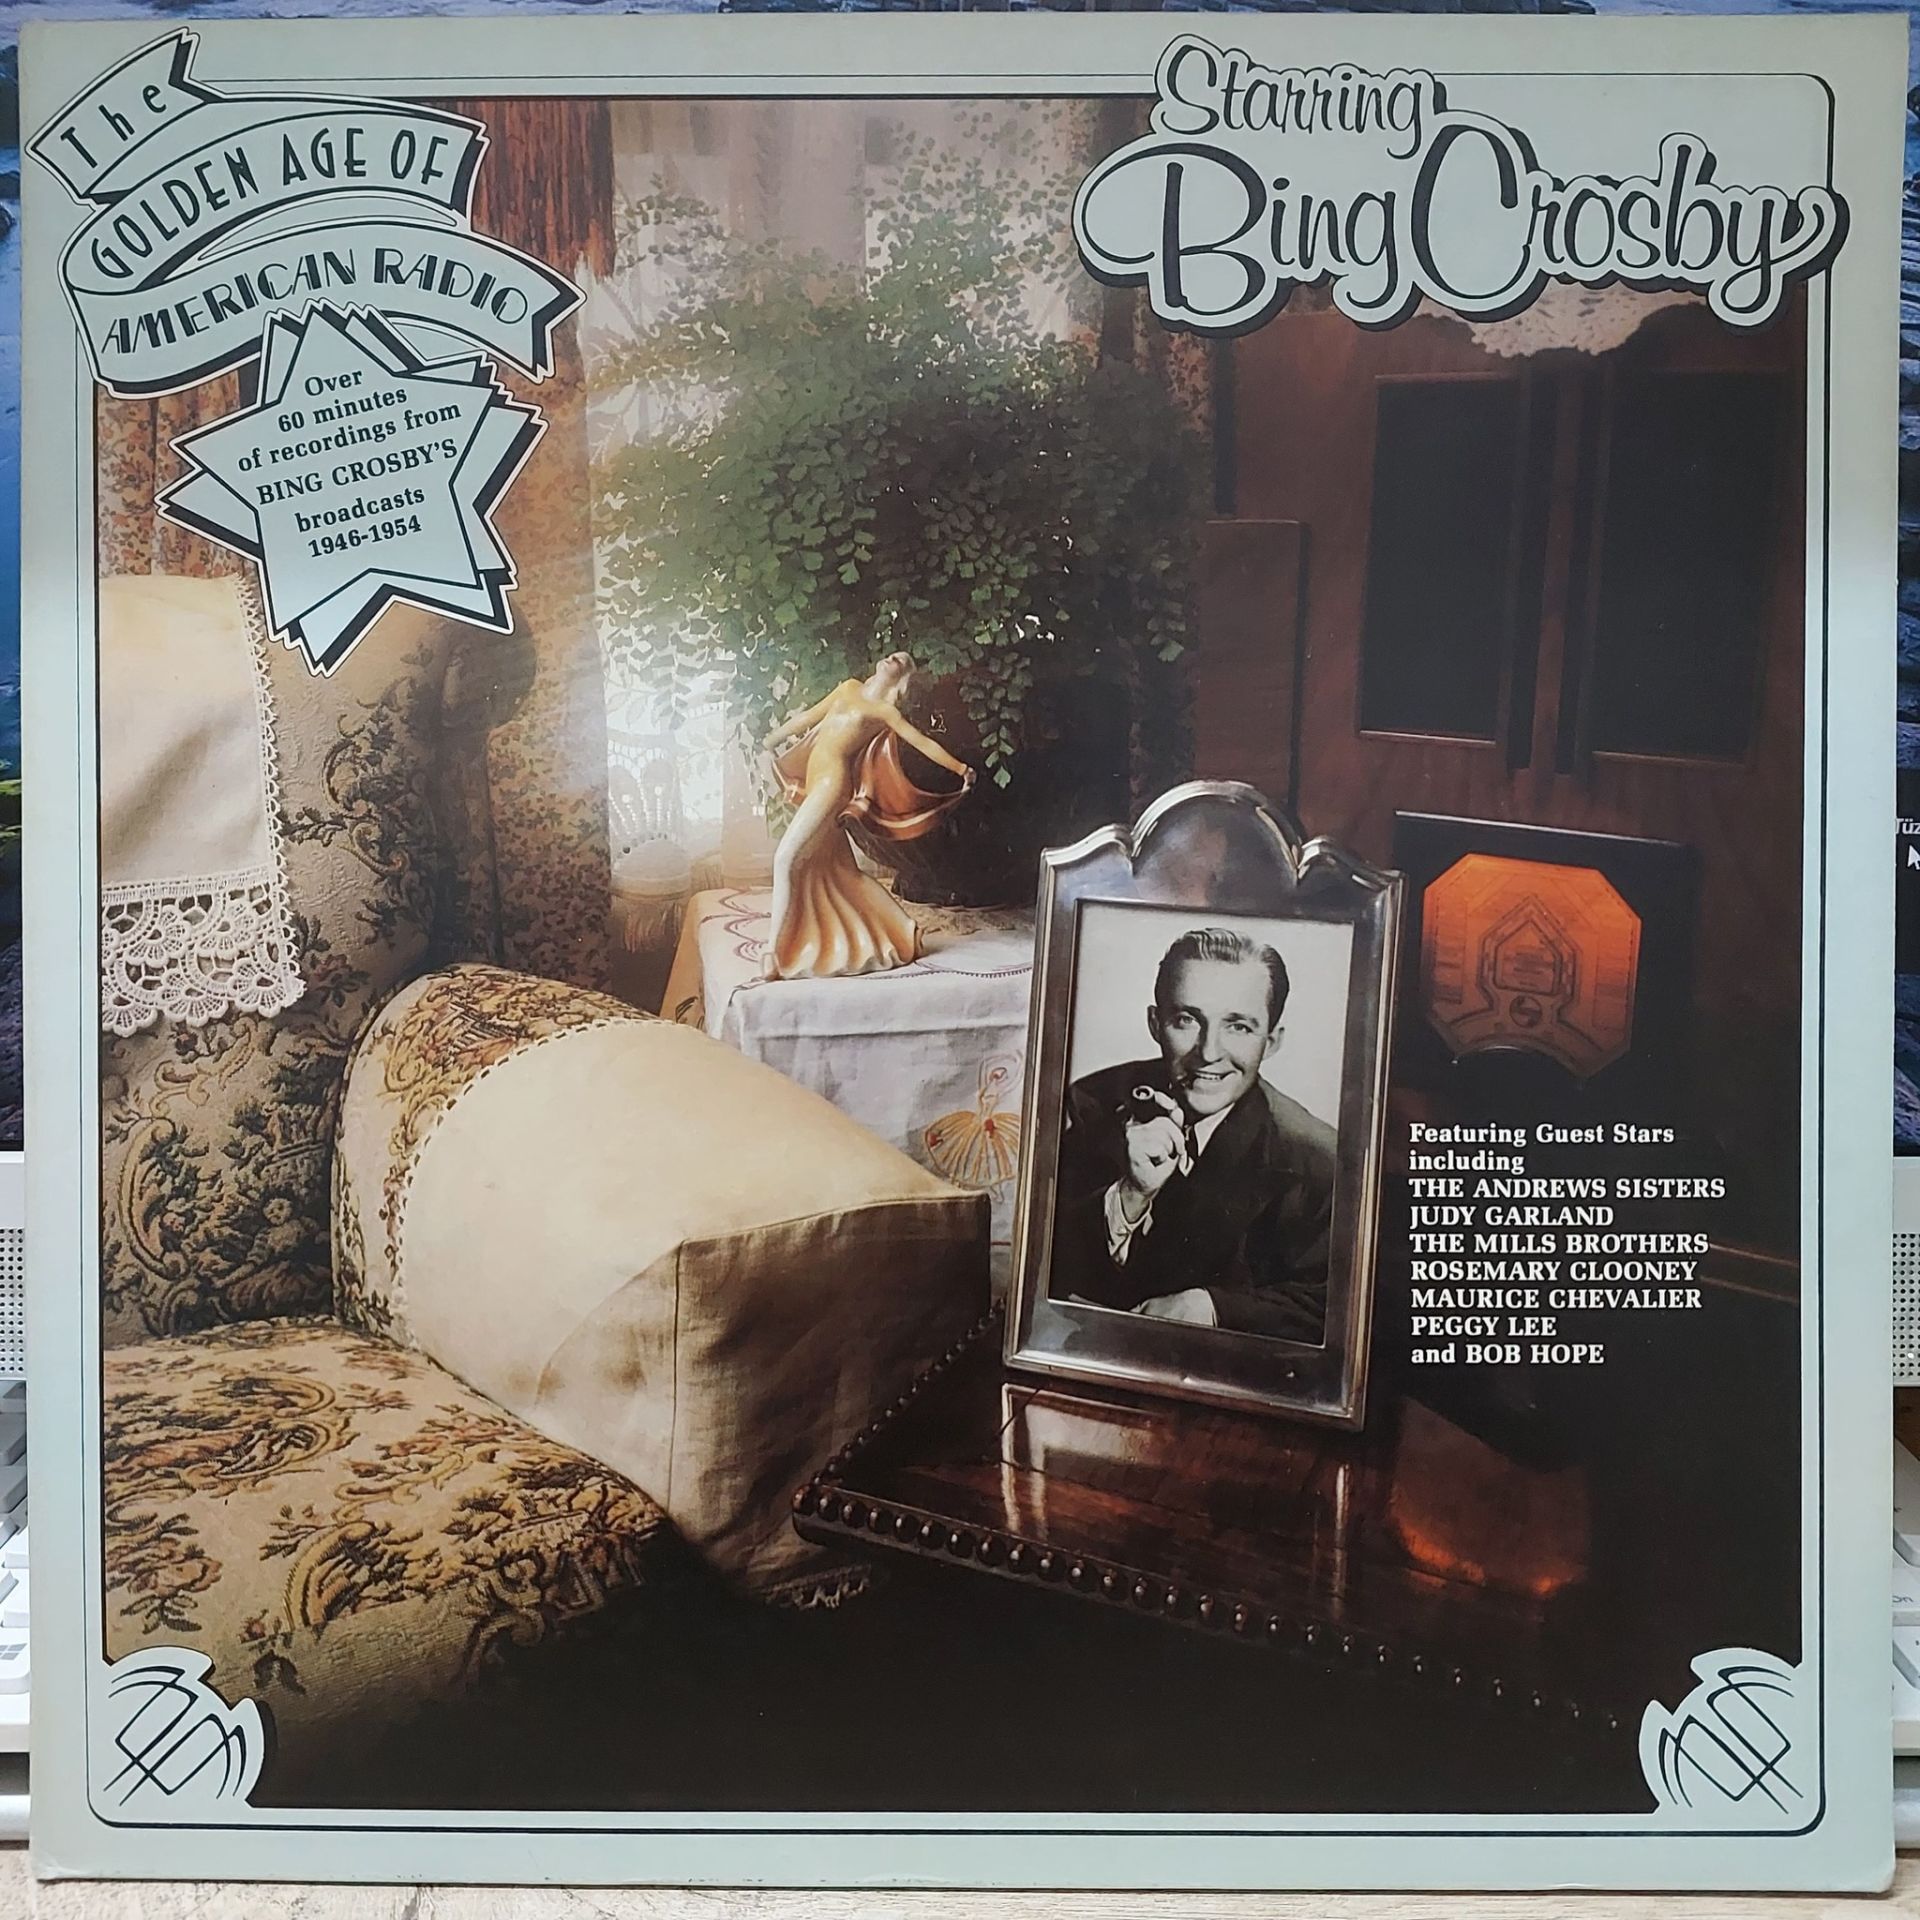 The
GOLDEN AGE OF
AMERICAN RADIO
Over
60 minutes
of recordings from
BING CROSBY'S
broadcasts
1946-1954
Starring
Bing Crosby
Featuring Guest Stars
including
THE ANDREWS SISTERS
JUDY GARLAND
THE MILLS BROTHERS
ROSEMARY CLOONEY
MAURICE CHEVALIER
PEGGY LEE
and BOB HOPE